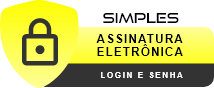 SIMPLES
ASSINATURA
ELETRÔNICA
LOGIN E SENHA